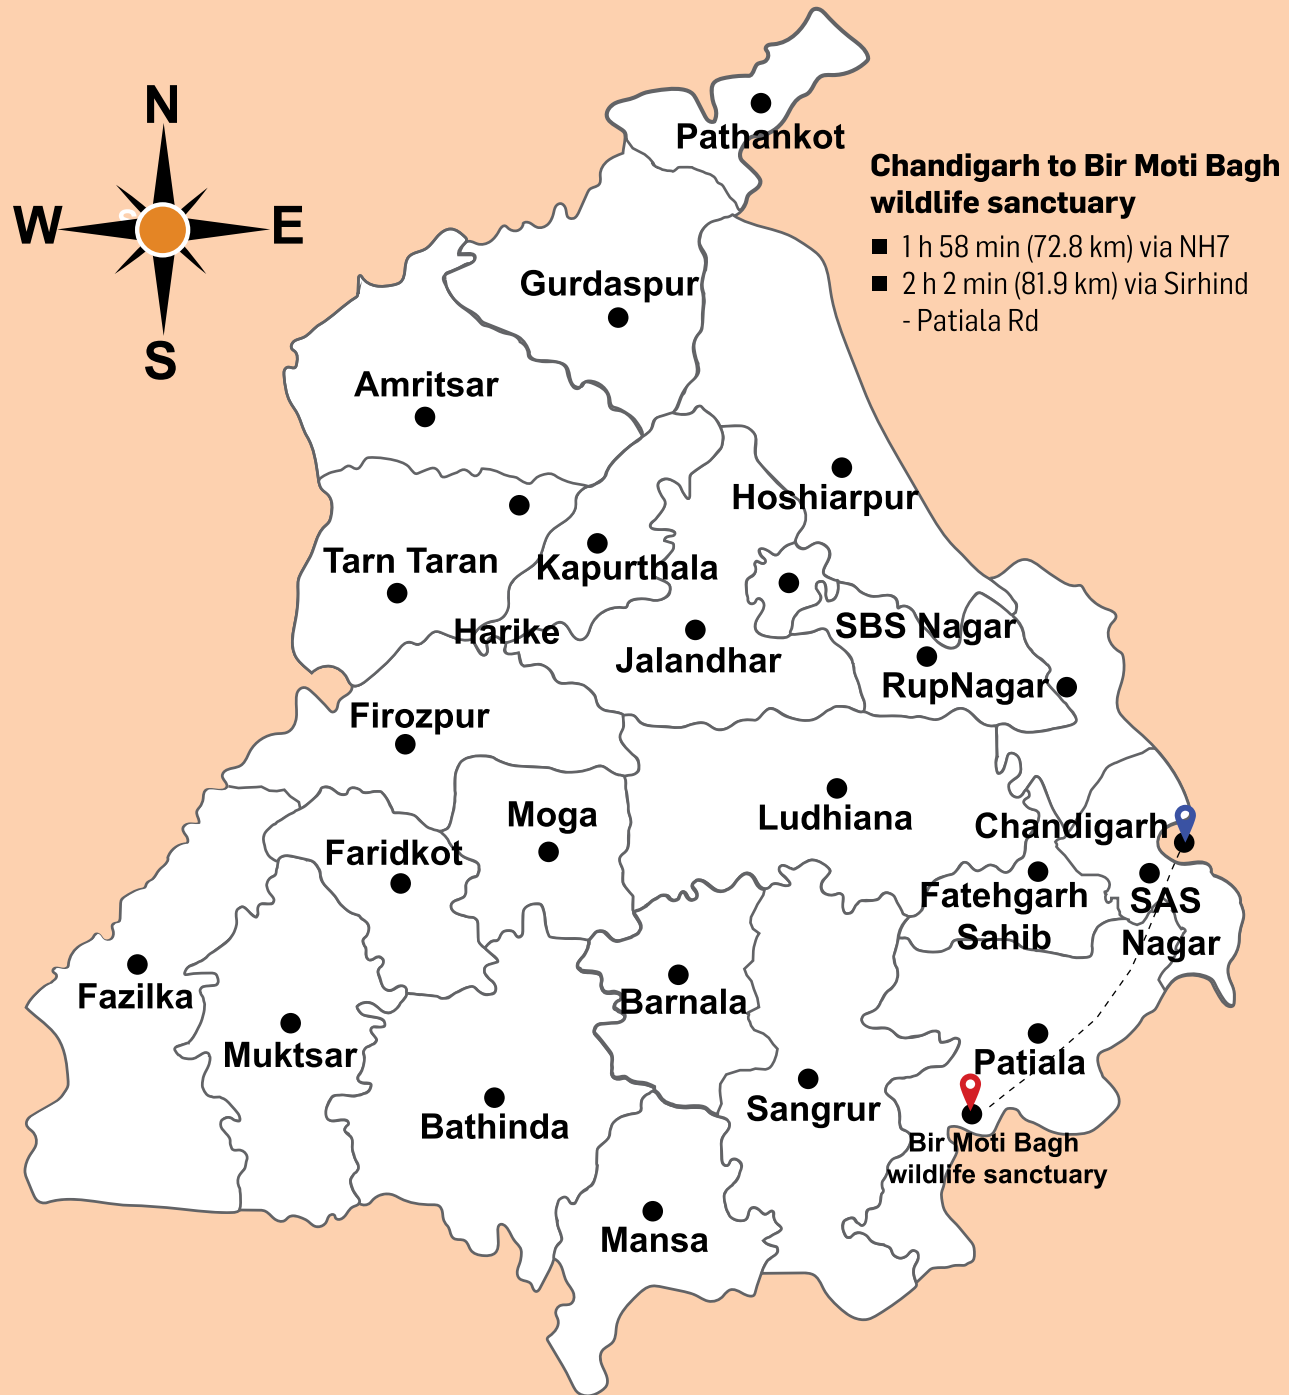 N
W
E
S
Pathankot
Chandigarh to Bir Moti Bagh
wildlife sanctuary
1 h 58 min (72.8 km) via NH7
2 h 2 min (81.9 km) via Sirhind
- Patiala Rd
Gurdaspur
Amritsar
Hoshiarpur
Tarn Taran
Kapurthala
Harike
SBS Nagar
Jalandhar
RupNagar
Firozpur
Moga
Ludhiana
Chandigarh
Faridkot
Fatehgarh
Sahib
SAS
Nagar
Fazilka
Barnala
Muktsar
Patiala
Sangrur
Bathinda
Bir Moti Bagh
wildlife sanctuary
Mansa